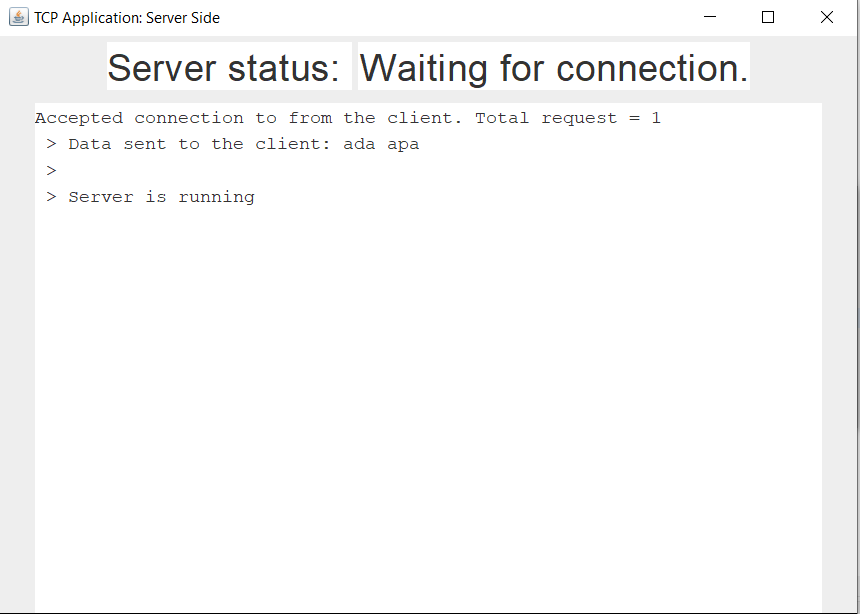 TCP Application: Server Side
Server status: Waiting for connection.
Accepted connection to from the client. Total request = 1
> Data sent to the client: ada apa
>
> Server is running